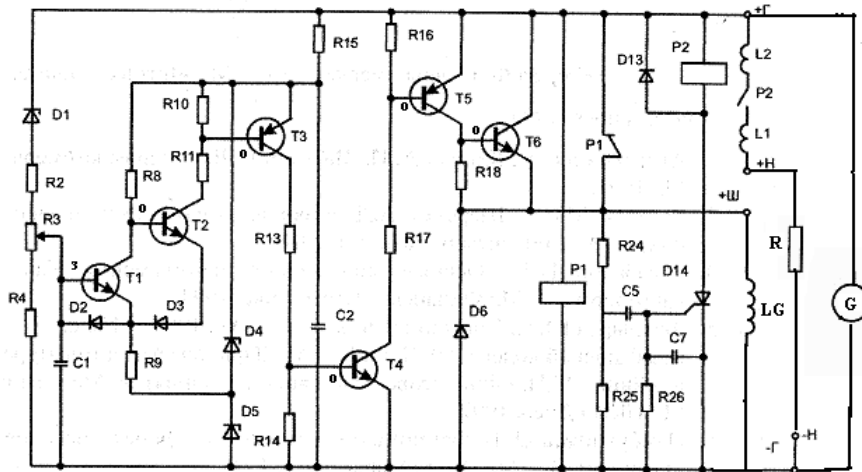 +Г
R15
R16
P2
L2
D13
R10
T5
P2
D1
T3
0
T6
0
R11
0
P1
L1
R2
R8
R18
+Н
0
T2
+Ш
R3
R13
R17
R24
R
З
T1
D14
P1
LG
G
R4
D2
D3
D4
C2
D6
C5
C1
R9
T4
C7
D5
0
R25
R26
R14
-Г
-Н